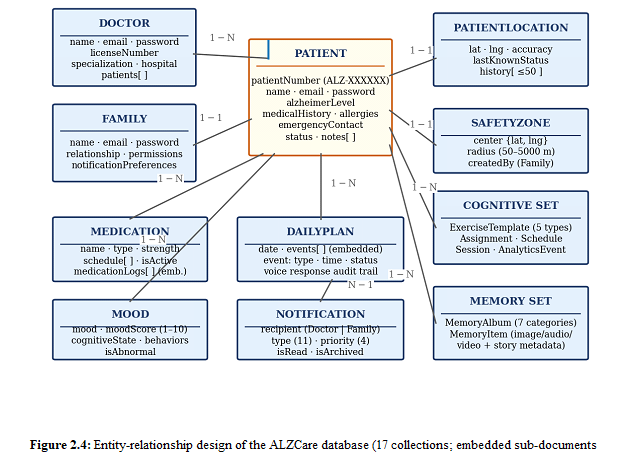 DOCTOR
name · email · password
licenseNumber
specialization · hospital
patients[ ]
1−N
PATIENT
patientNumber (ALZ-XXXXXX)
name · email · password
alzheimerLevel
medicalHistory · allergies
emergencyContact
status · notes[ ]
1−1
PATIENTLOCATION
lat · lng · accuracy
lastKnownStatus
history[ ≤50 ]
FAMILY
name · email · password
relationship · permissions
notificationPreferences
1−1
1−N
1−1
SAFETYZONE
center {lat, lng}
radius (50–5000 m)
createdBy (Family)
1−N
1−N
COGNITIVE SET
ExerciseTemplate (5 types)
Assignment · Schedule
Session · AnalyticsEvent
MEDICATION
name · type · strength
schedule[ ] · isActive
medicationLogs[ ] (emb.)
1−N
DAILYPLAN
date · events[ ] (embedded)
event: type · time · status
voice response audit trail
1−N
N−1
MOOD
mood · moodScore (1–10)
cognitiveState · behaviors
isAbnormal
NOTIFICATION
recipient (Doctor | Family)
type (11) · priority (4)
isRead · isArchived
MEMORY SET
MemoryAlbum (7 categories)
MemoryItem (image/audio/
video + story metadata)
Figure 2.4: Entity-relationship design of the ALZCare database (17 collections; embedded sub-documents